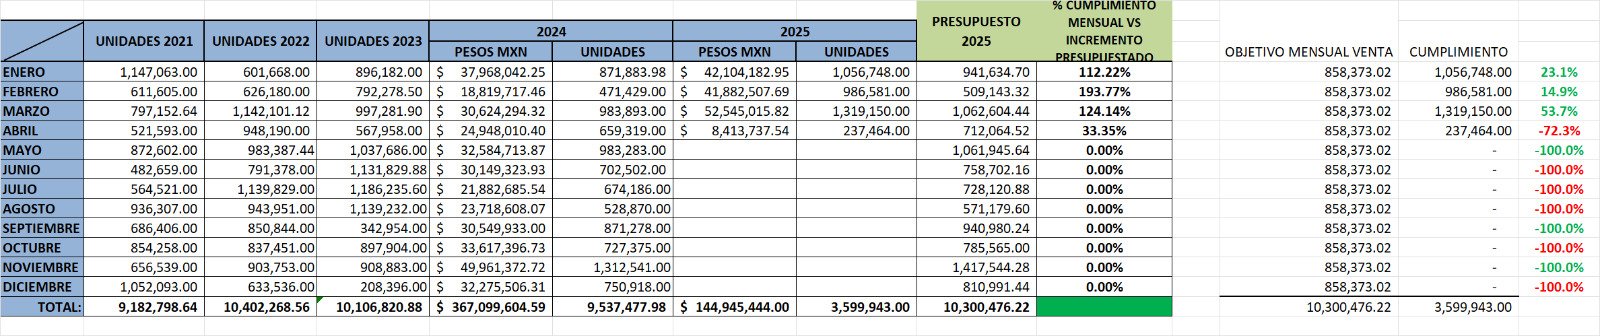 % CUMPLIMIENTO MENSUAL VS INCREMENTO PRESUPUESTADO
UNIDADES 2021 UNIDADES 2022 UNIDADES 2023 2024 2025 PRESUPUESTO 2025
PESOS MXN UNIDADES PESOS MXN UNIDADES OBJETIVO MENSUAL VENTA CUMPLIMIENTO
ENERO 1,147,063.00 601,668.00 896,182.00 $ 37,968,042.25 871,883.98 $ 42,104,182.95 1,056,748.00 941,634.70 112.22% 858,373.02 1,056,748.00 23.1%
FEBRERO 611,605.00 626,180.00 792,278.50 $ 18,819,717.46 471,429.00 $ 41,882,507.69 986,581.00 509,143.32 193.77% 858,373.02 986,581.00 14.9%
MARZO 797,152.64 1,142,101.12 997,281.90 $ 30,624,294.32 983,893.00 $ 52,545,015.82 1,319,150.00 1,062,604.44 124.14% 858,373.02 1,319,150.00 53.7%
ABRIL 521,593.00 948,190.00 567,958.00 $ 24,948,010.40 659,319.00 $ 8,413,737.54 237,464.00 712,064.52 33.35% 858,373.02 237,464.00 -72.3%
MAYO 872,602.00 983,387.44 1,037,686.00 $ 32,584,713.87 983,283.00 1,061,945.64 0.00% 858,373.02 - -100.0%
JUNIO 482,659.00 791,378.00 1,131,829.88 $ 30,149,323.93 702,502.00 758,702.16 0.00% 858,373.02 - -100.0%
JULIO 564,521.00 1,139,829.00 1,186,235.60 $ 21,882,685.54 674,186.00 728,120.88 0.00% 858,373.02 - -100.0%
AGOSTO 936,307.00 943,951.00 1,139,232.00 $ 23,718,608.07 528,870.00 571,179.60 0.00% 858,373.02 - -100.0%
SEPTIEMBRE 686,406.00 850,844.00 342,954.00 $ 30,549,933.00 871,278.00 940,980.24 0.00% 858,373.02 - -100.0%
OCTUBRE 854,258.00 837,451.00 897,904.00 $ 33,617,396.73 727,375.00 785,565.00 0.00% 858,373.02 - -100.0%
NOVIEMBRE 656,539.00 903,753.00 908,883.00 $ 49,961,372.72 1,312,541.00 1,417,544.28 0.00% 858,373.02 - -100.0%
DICIEMBRE 1,052,093.00 633,536.00 208,396.00 $ 32,275,506.31 750,918.00 810,991.44 0.00% 858,373.02 - -100.0%
TOTAL: 9,182,798.64 10,402,268.56 10,106,820.88 $ 367,099,604.59 9,537,477.98 $ 144,945,444.00 3,599,943.00 10,300,476.22 10,300,476.22 3,599,943.00